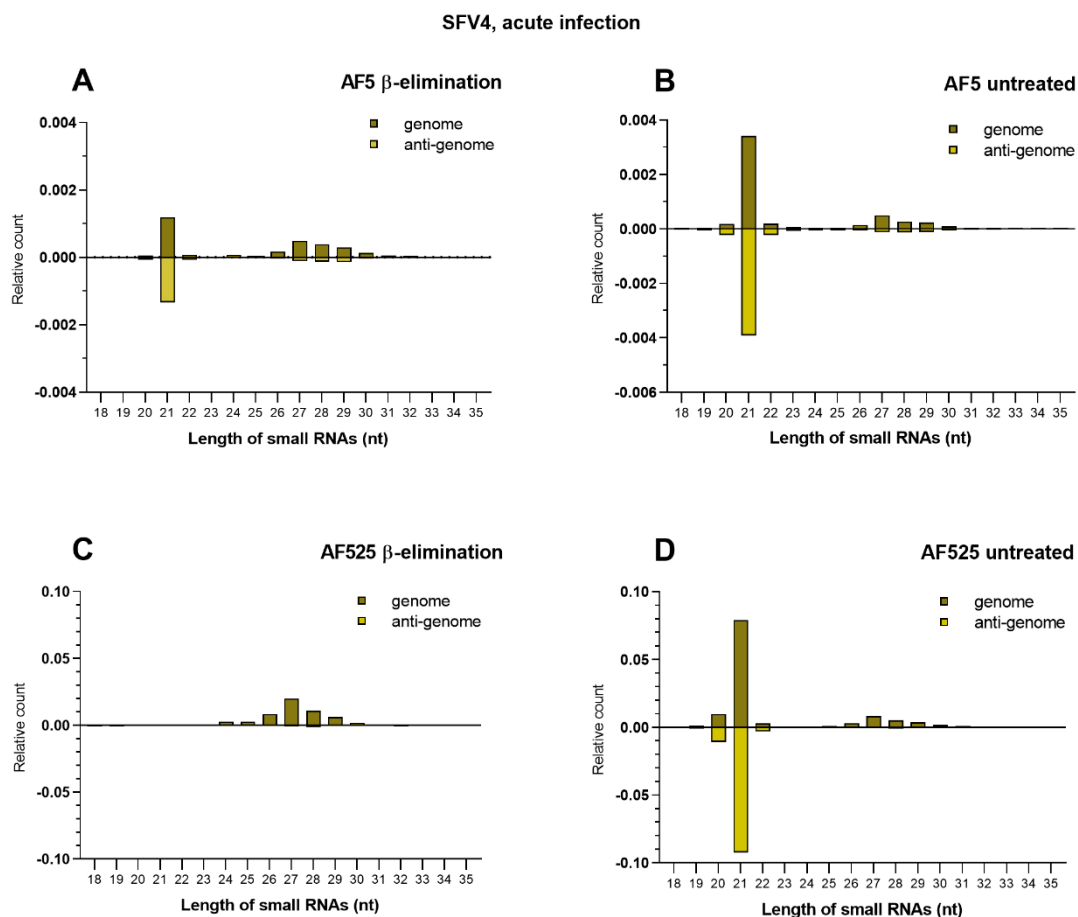 SFV4, acute infection
A
AF5 β-elimination
genome
anti-genome
0.004
0.002
0.000
-0.002
-0.004
Relative count
18 19 20 21 22 23 24 25 26 27 28 29 30 31 32 33 34 35
Length of small RNAs (nt)
B
AF5 untreated
genome
anti-genome
0.004
0.002
0.000
-0.002
-0.004
-0.006
Relative count
18 19 20 21 22 23 24 25 26 27 28 29 30 31 32 33 34 35
Length of small RNAs (nt)
C
AF525 β-elimination
genome
anti-genome
0.10
0.05
0.00
-0.05
-0.10
Relative count
18 19 20 21 22 23 24 25 26 27 28 29 30 31 32 33 34 35
Length of small RNAs (nt)
D
AF525 untreated
genome
anti-genome
0.10
0.05
0.00
-0.05
-0.10
Relative count
18 19 20 21 22 23 24 25 26 27 28 29 30 31 32 33 34 35
Length of small RNAs (nt)